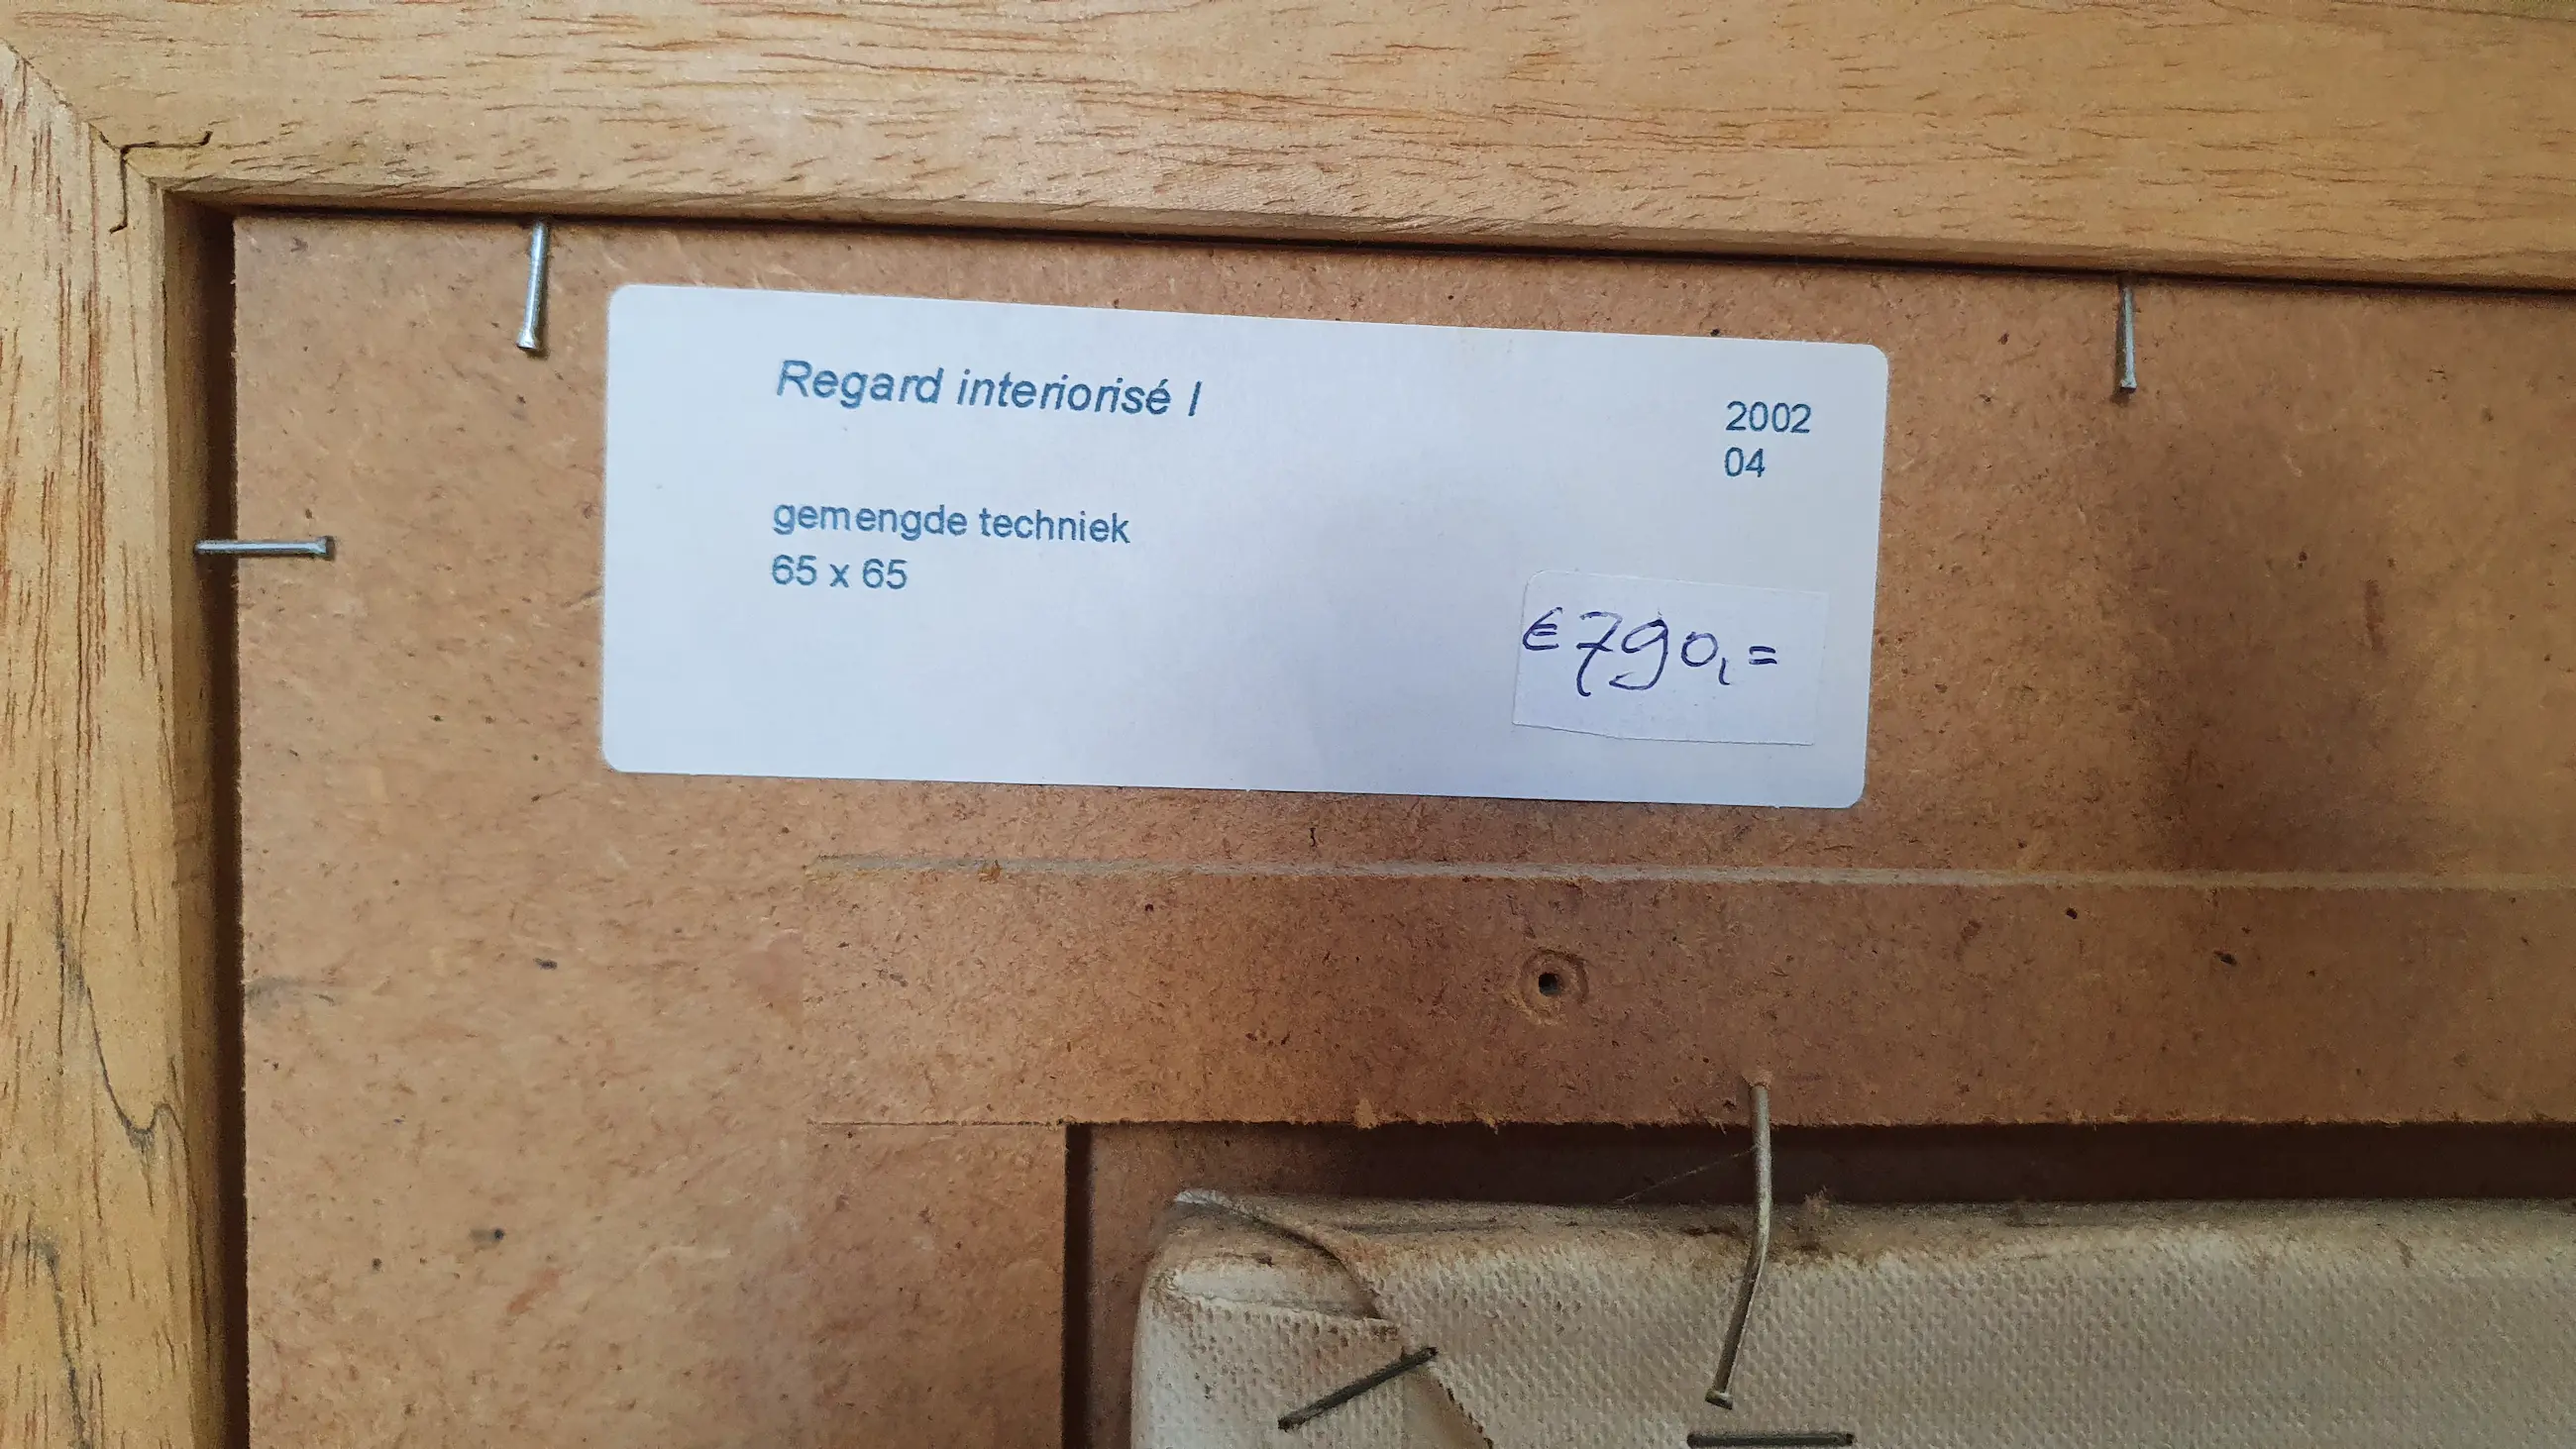 Regard interiorisé I
2002
04
gemengde techniek
65 x 65
€790,=